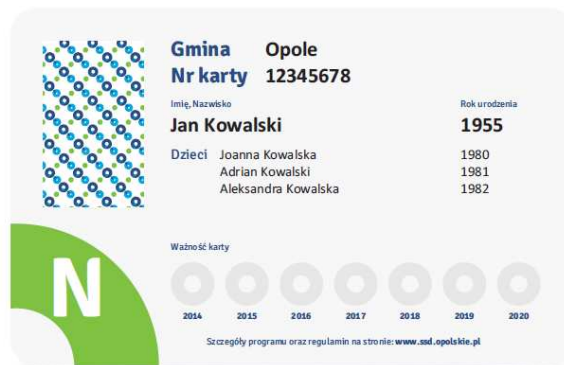 Gmina Opole
Nr karty 12345678
Imię, Nazwisko Rok urodzenia
Jan Kowalski 1955
Dzieci Joanna Kowalska 1980
Adrian Kowalski 1981
Aleksandra Kowalska 1982
Ważność karty
N
2014 2015 2016 2017 2018 2019 2020
Szczegóły programu oraz regulamin na stronie: www.ssd.opolskie.pl